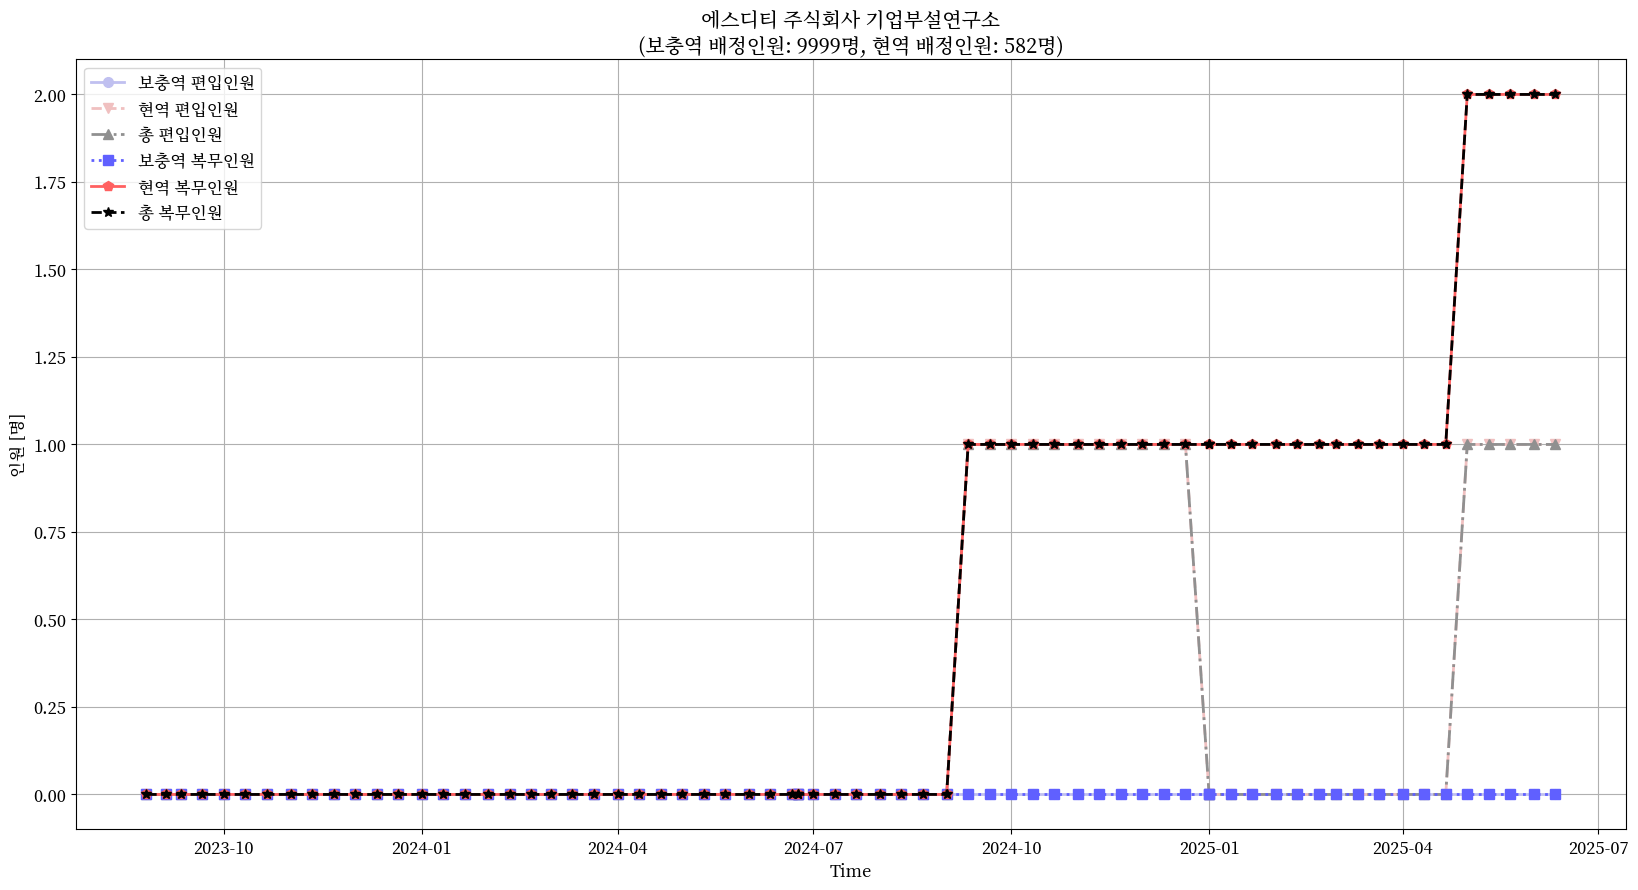 에스디티 주식회사 기업부설연구소
(보충역 배정인원: 9999명, 현역 배정인원: 582명)
보충역 편입인원
현역 편입인원
총 편입인원
보충역 복무인원
현역 복무인원
총 복무인원
2.00
1.75
1.50
1.25
1.00
0.75
0.50
0.25
0.00
인원 [명]
2023-10
2024-01
2024-04
2024-07
2024-10
2025-01
2025-04
2025-07
Time